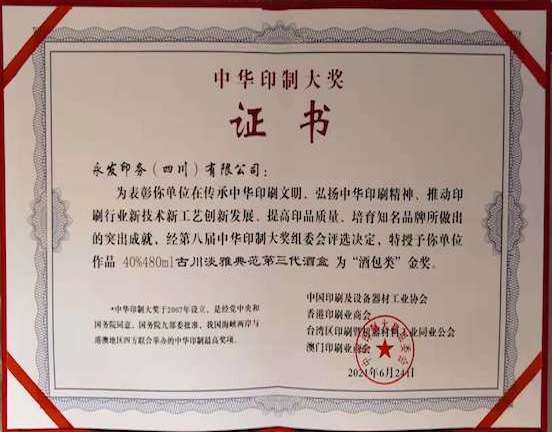 中华印制大奖
证书
永发印务（四川）有限公司：
为表彰你单位在传承中华印刷文明、弘扬中华印刷精神、推动印
刷行业新技术新工艺创新发展、提高印品质量、培育知名品牌所做出
的突出成就，经第八届中华印制大奖组委会评选决定，特授予你单位
作品 40%480ml古川淡雅典范第三代酒盒 为“酒包类”金奖。
*中华印制大奖于2007年设立，是经党中央和
国务院同意、国务院九部委批准，我国海峡两岸与
港澳地区四方联合举办的中华印制最高奖项。
中国印刷及设备器材工业协会
香港印刷业商会
台湾区印刷暨机器材料工业同业公会
澳门印刷业商会
2021年6月24日